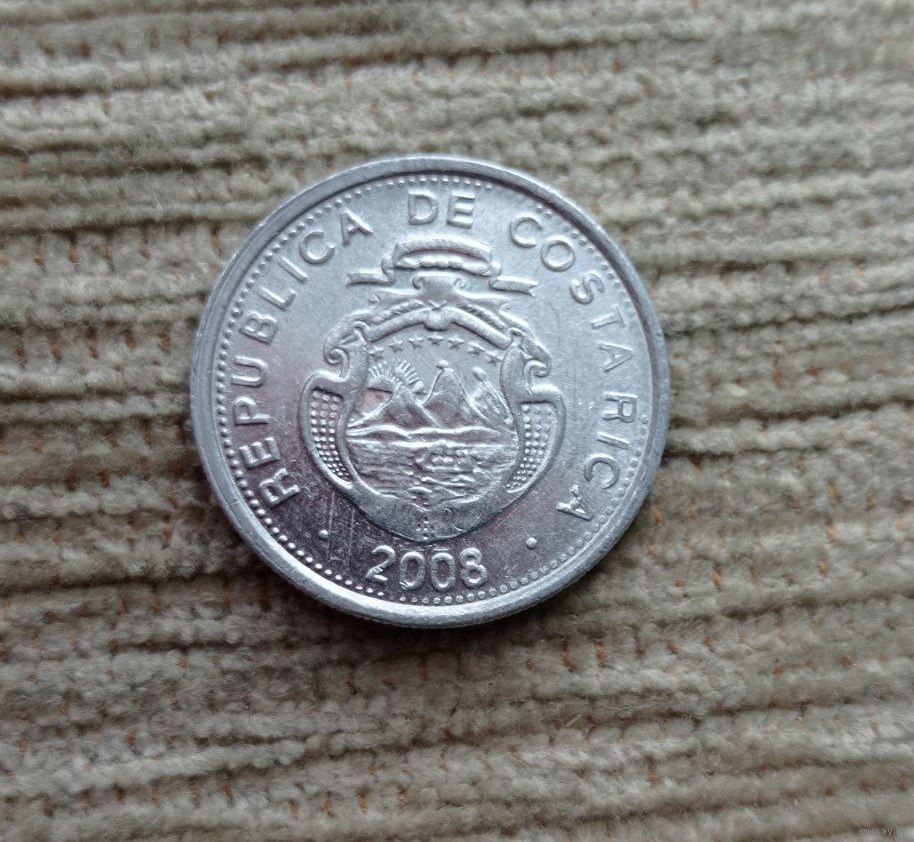 REPUBLICA DE COSTA RICA
2008